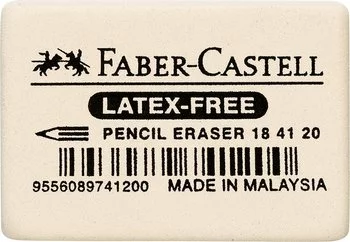 FABER-CASTELL
LATEX-FREE
PENCIL ERASER 18 41 20
9556089741200 MADE IN MALAYSIA